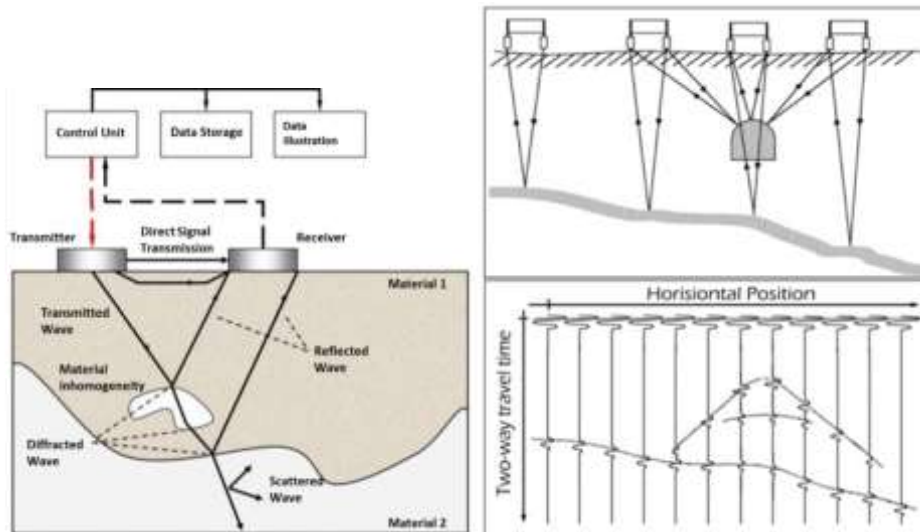 Control Unit
Data Storage
Data
Illustration
Transmitter
Direct Signal
Transmission
Receiver
Material 1
Transmitted
Wave
Reflected
Wave
Material
inhomogeneity
Diffracted
Wave
Scattered
Wave
Material 2
Horisiontal Position
Two-way travel time